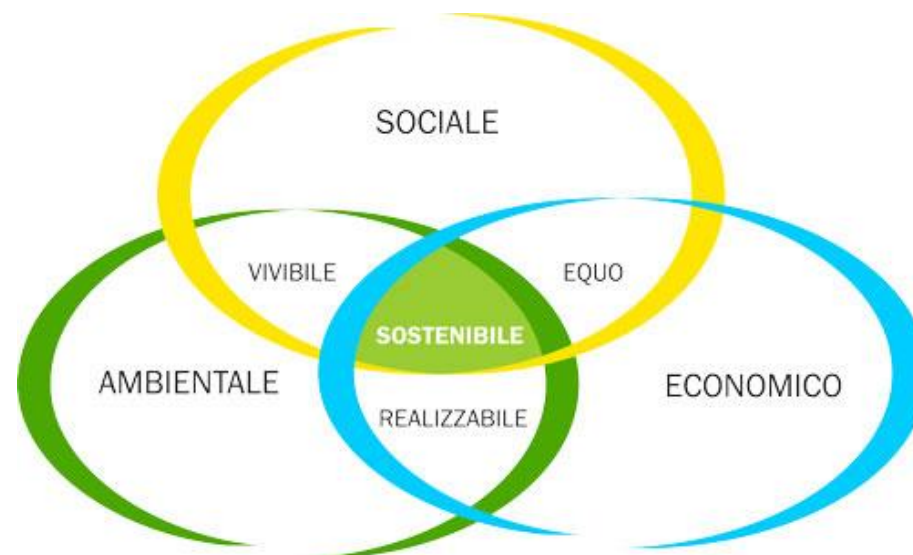 SOCIALE
VIVIBILE
EQUO
SOSTENIBILE
AMBIENTALE
ECONOMICO
REALIZZABILE